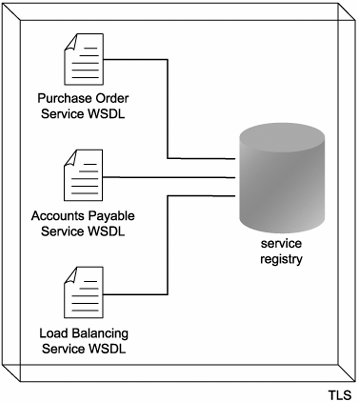 Purchase Order
Service WSDL
Accounts Payable
Service WSDL
service
registry
Load Balancing
Service WSDL
TLS